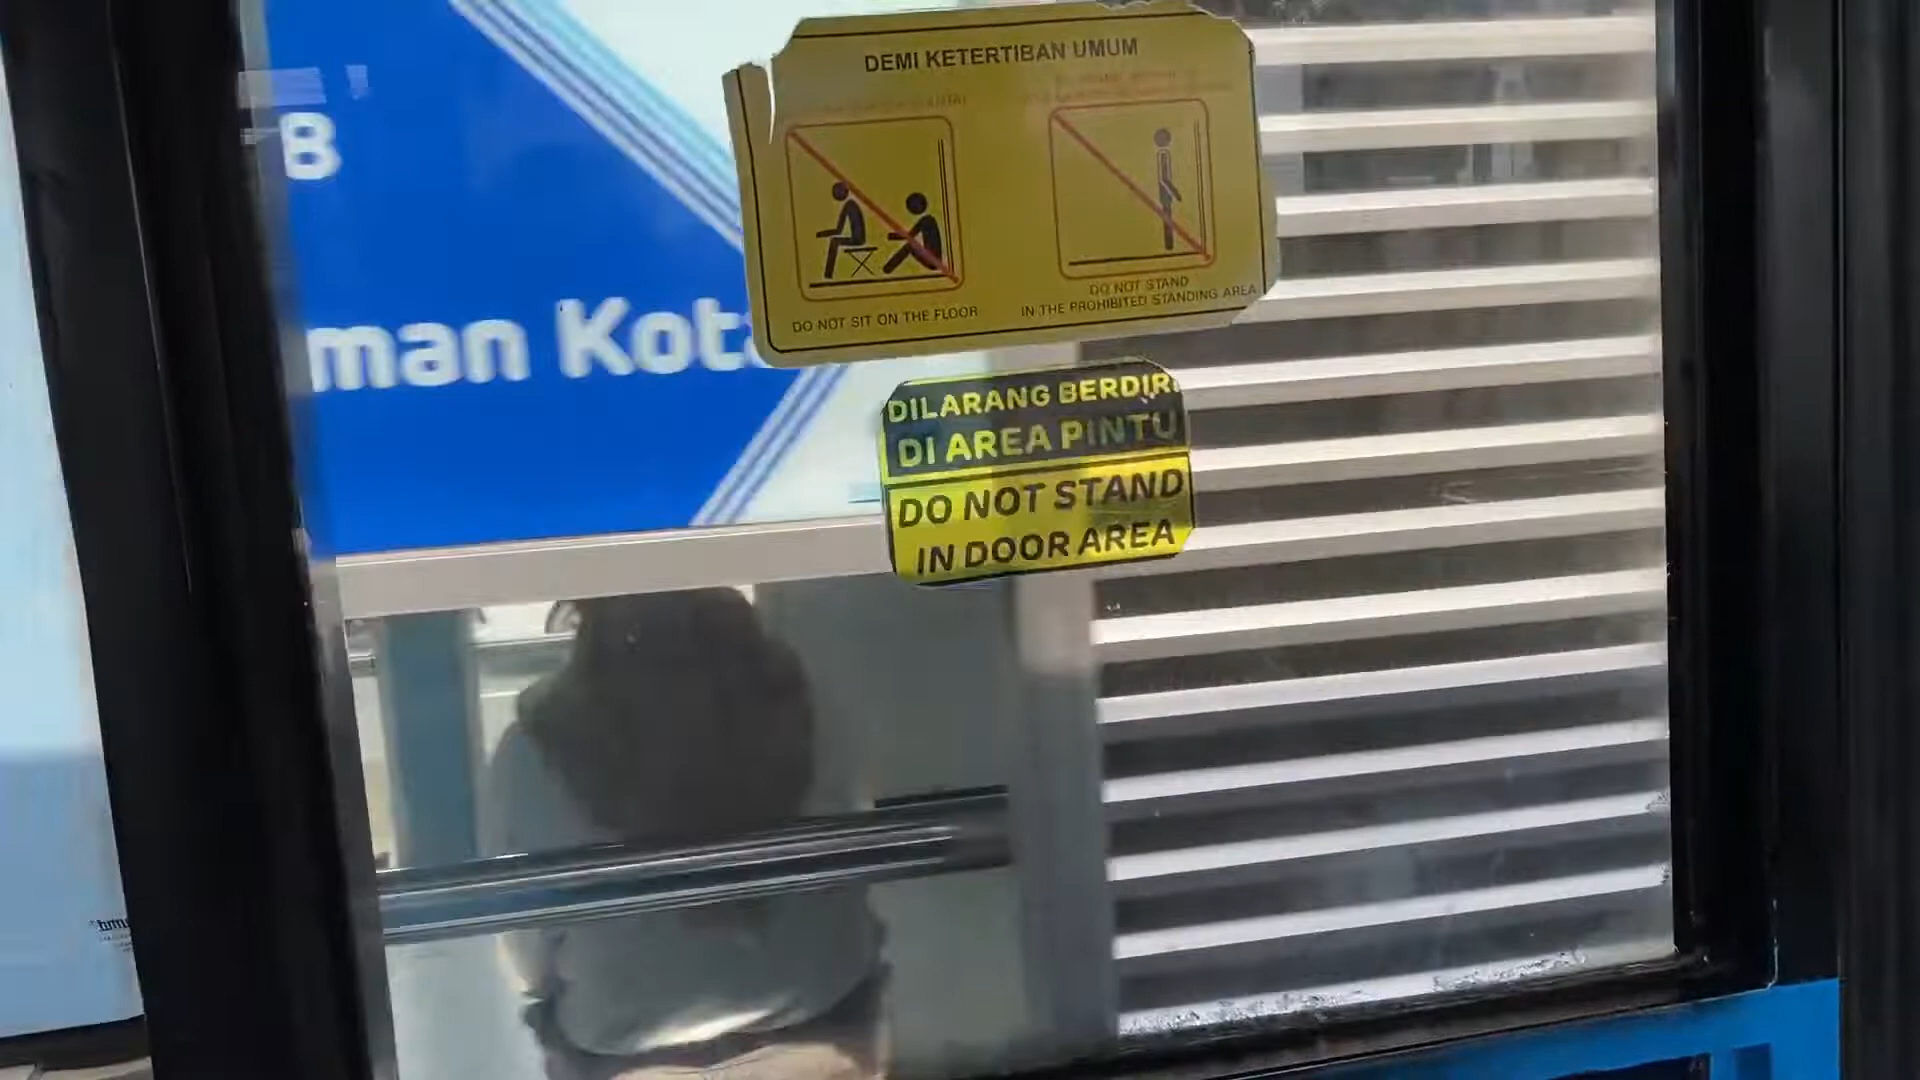 8
man Kota
DEMI KETERTIBAN UMUM
DO NOT SIT ON THE FLOOR
DO NOT STAND
IN THE PROHIBITED STANDING AREA
DILARANG BERDIRI
DI AREA PINTU
DO NOT STAND
IN DOOR AREA